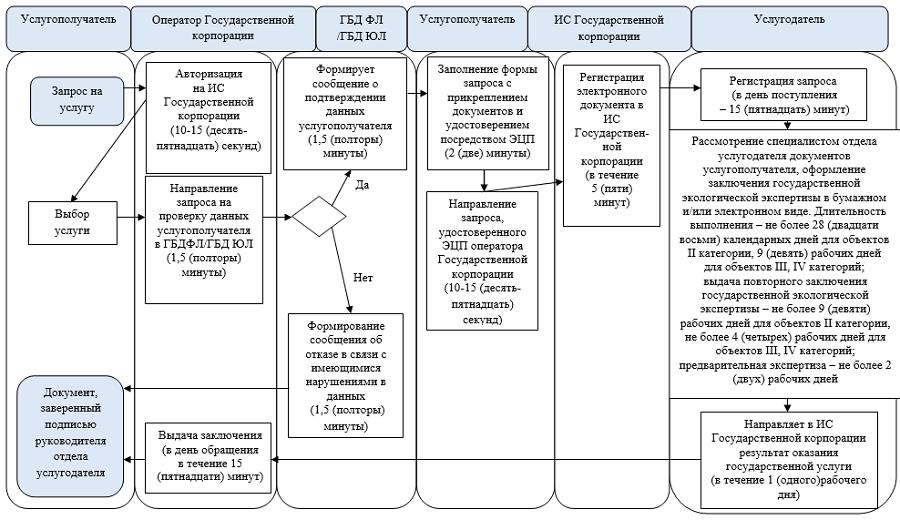 Услугополучатель
Оператор Государственной
корпорации
ГБД ФЛ
/ГБД ЮЛ
Услугополучатель
ИС Государственной
корпорации
Услугодатель
Запрос на
услугу
Выбор
услуги
Документ,
заверенный
подписью
руководителя
отдела
услугодателя
Авторизация
на ИС
Государственной
корпорации
(10-15 (десять-
пятнадцать) секунд)
Направление
запроса на
проверку данных
услугополучателя
в ГБДФЛ/ГБД ЮЛ
(1,5 (полторы)
минуты)
Выдача заключения
(в день обращения
в течение 15
(пятнадцати) минут)
Формирует
сообщение о
подтверждении
данных
услугополучателя
(1,5 (полторы)
минуты)
Да
Нет
Формирование
сообщения об
отказе в связи с
имеющимися
нарушениями в
данных
(1,5 (полторы)
минуты)
Заполнение формы
запроса с
прикреплением
документов и
удостоверением
посредством ЭЦП
(2 (две) минуты)
Направление
запроса,
удостоверенного
ЭЦП оператора
Государственной
корпорации
(10-15 (десять-
пятнадцать)
секунд)
Регистрация
электронного
документа в
ИС
Государствен-
ной
корпорации
(в течение
5 (пяти)
минут)
Регистрация запроса
(в день поступления
– 15 (пятнадцать) минут)
Рассмотрение специалистом отдела
услугодателя документов
услугополучателя, оформление
заключения государственной
экологической экспертизы в бумажном
и/или электронном виде. Длительность
выполнения – не более 28 (двадцати
восьми) календарных дней для объектов
II категории, 9 (девять) рабочих дней
для объектов III, IV категорий;
выдача повторного заключения
государственной экологической
экспертизы – не более 9 (девяти)
рабочих дней для объектов II категории,
не более 4 (четырех) рабочих дней для
объектов III, IV категорий;
предварительная экспертиза – не более 2
(двух) рабочих дней
Направляет в ИС
Государственной корпорации
результат оказания
государственной услуги
(в течение 1 (одного)рабочего
дня)